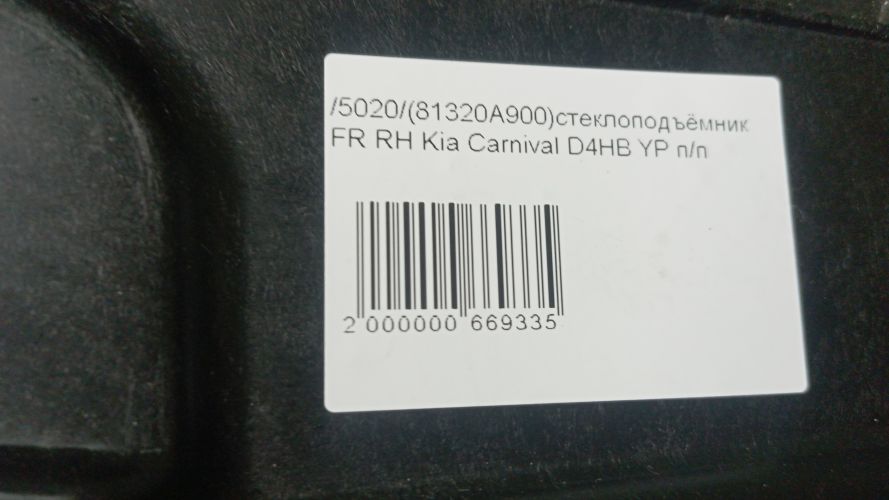 /5020/(81320A900)стеклоподъёмник
FR RH Kia Carnival D4HB YP п/п
2 000000 669335